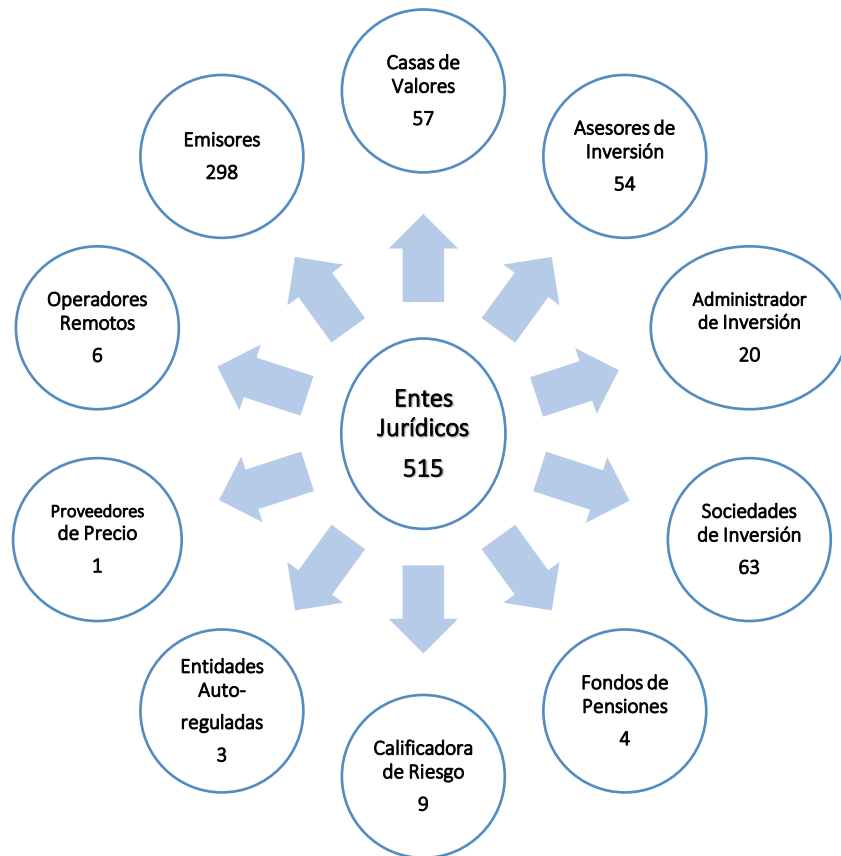 Casas de
Valores
57
Asesores de
Inversión
54
Administrador
de Inversión
20
Sociedades
de Inversión
63
Fondos de
Pensiones
4
Calificadora
de Riesgo
9
Entidades
Auto-
reguladas
3
Proveedores
de Precio
1
Operadores
Remotos
6
Emisores
298
Entes
Jurídicos
515